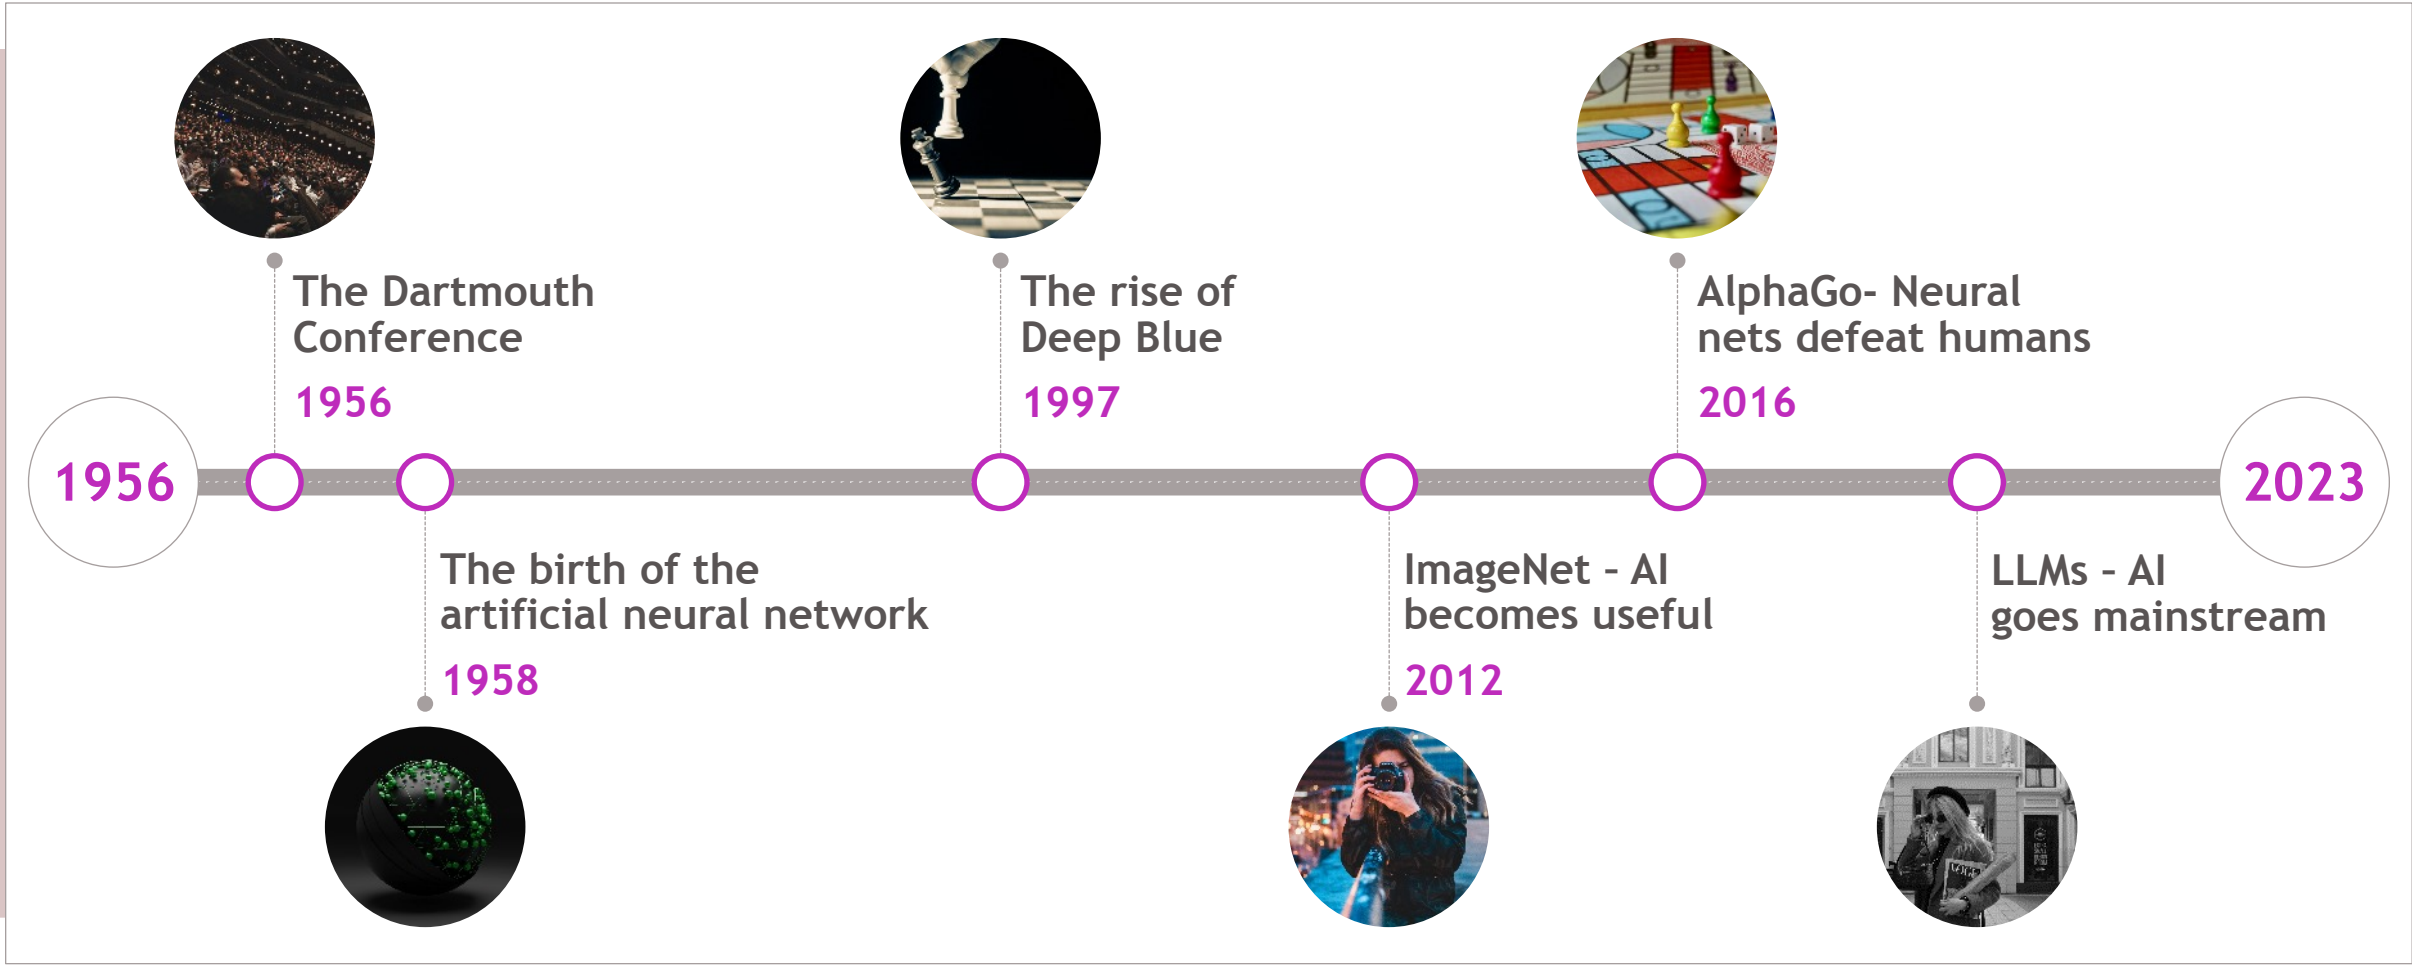 The Dartmouth
Conference
1956
The rise of
Deep Blue
1997
AlphaGo- Neural
nets defeat humans
2016
1956
2023
The birth of the
artificial neural network
1958
ImageNet – AI
becomes useful
2012
LLMs – AI
goes mainstream